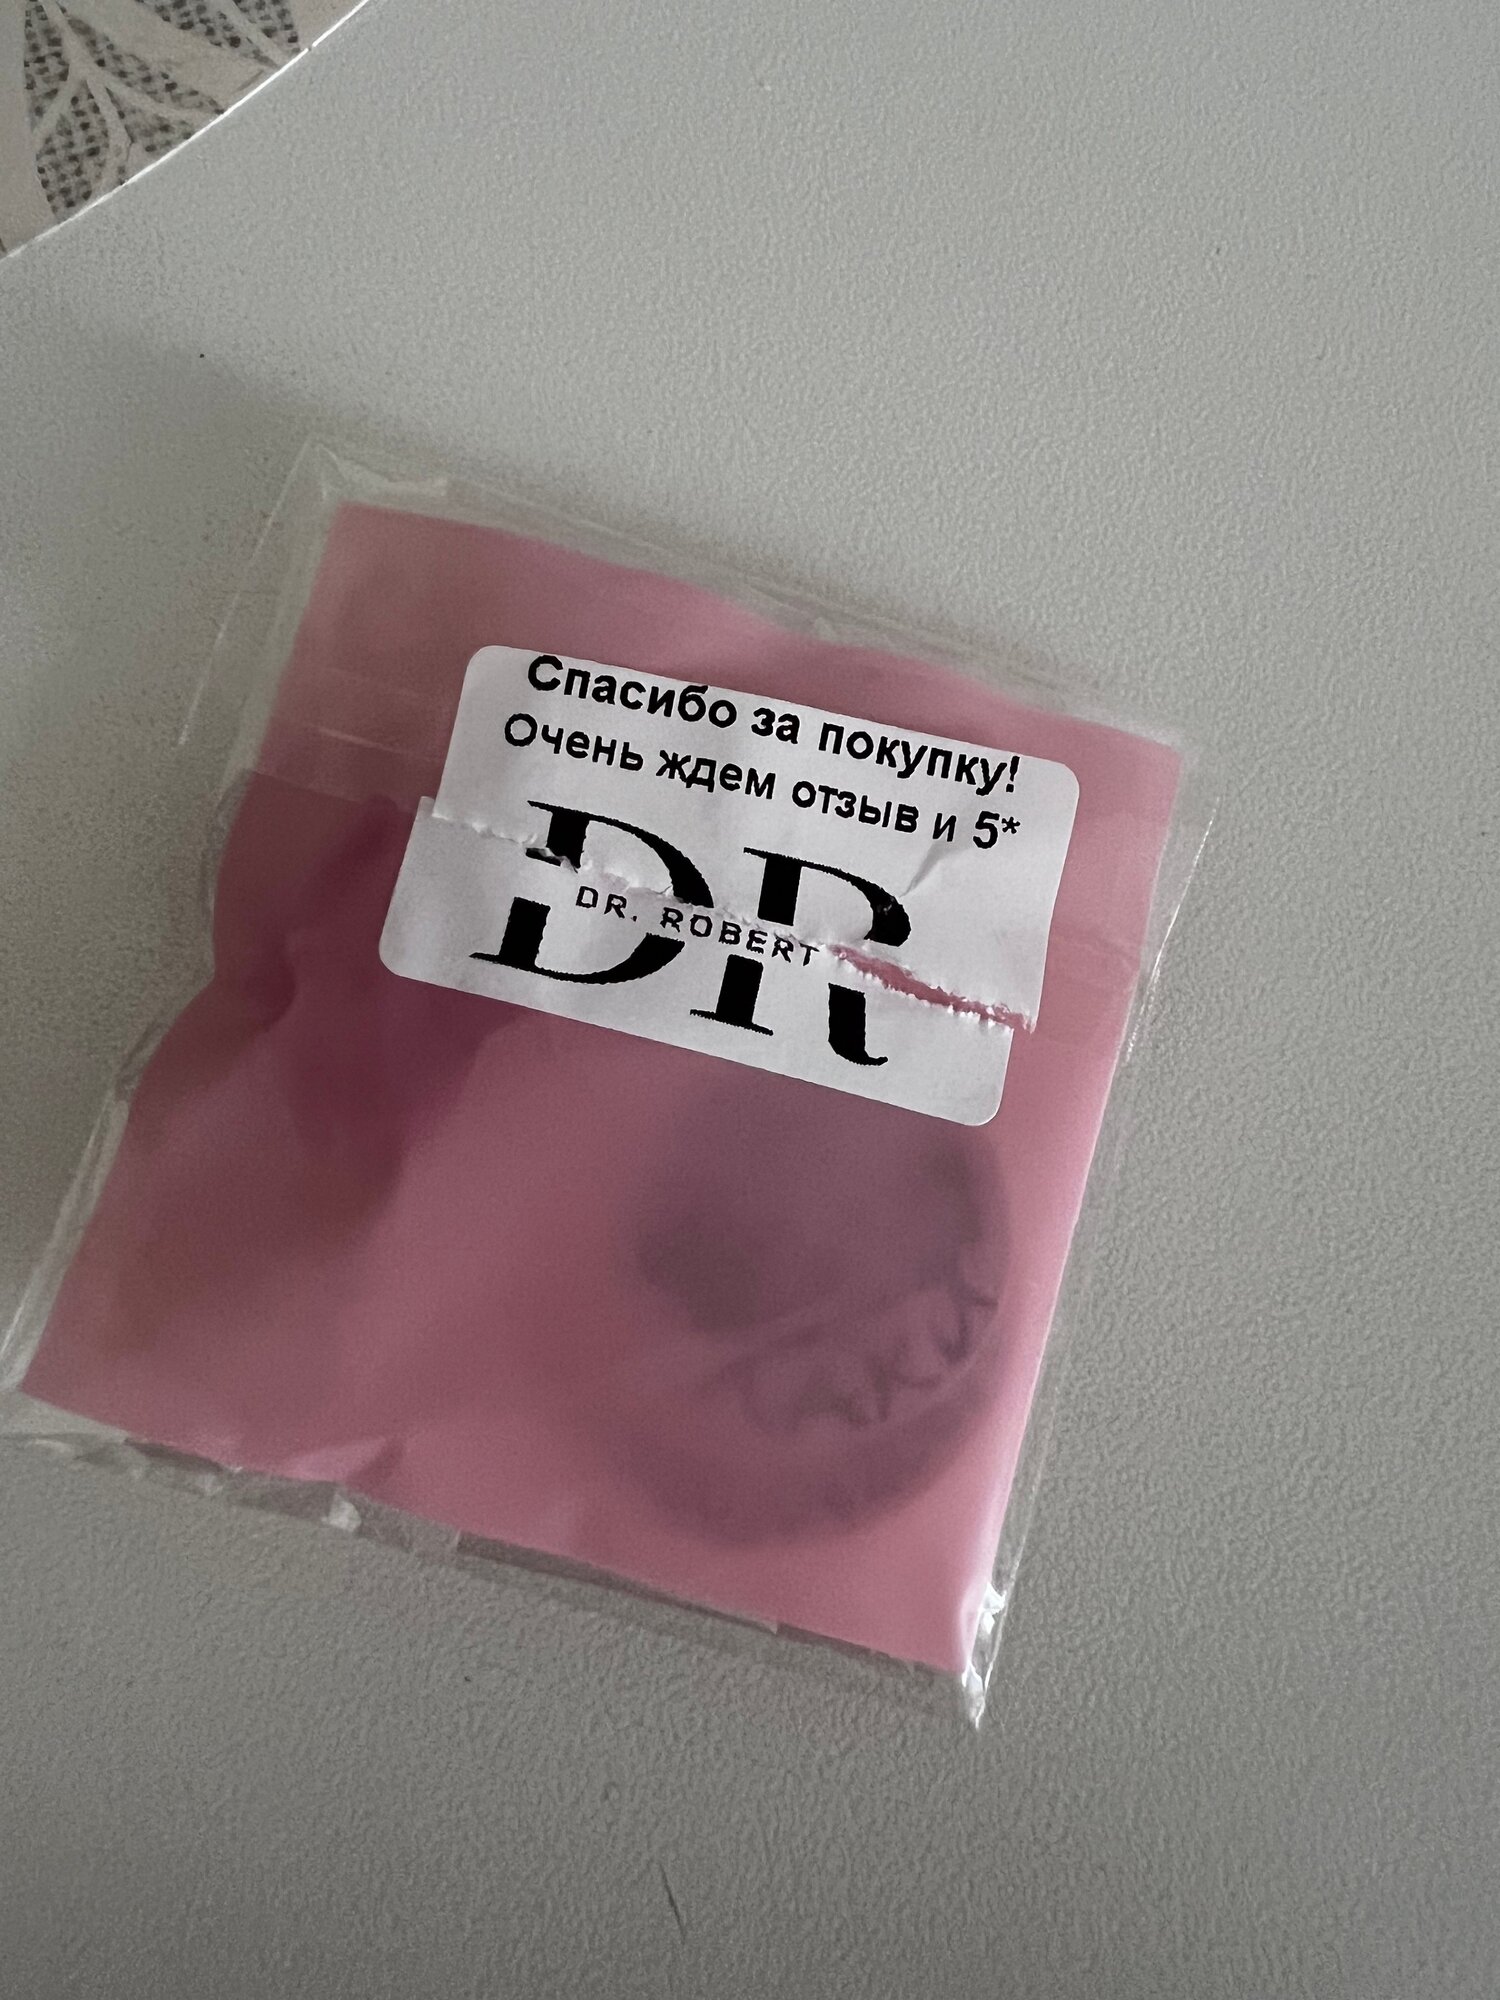 Спасибо за покупку!
Очень ждем отзыв и 5*
DR
DR. ROBERT